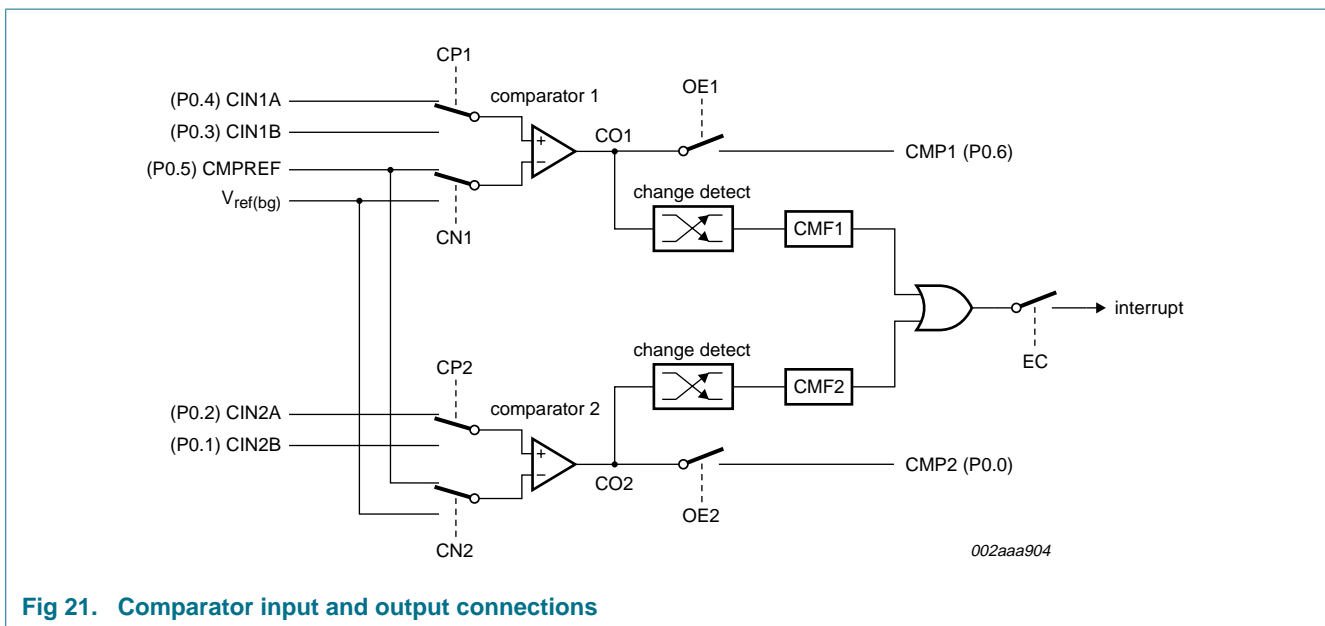 CP1
OE1
(P0.4) CIN1A
comparator 1
(P0.3) CIN1B
+
CO1
CMP1 (P0.6)
(P0.5) CMPREF
−
Vref(bg)
change detect
CN1
CMF1
interrupt
EC
change detect
CP2
CMF2
(P0.2) CIN2A
comparator 2
(P0.1) CIN2B
+
CMP2 (P0.0)
−
CO2
OE2
CN2
002aaa904
Fig 21. Comparator input and output connections